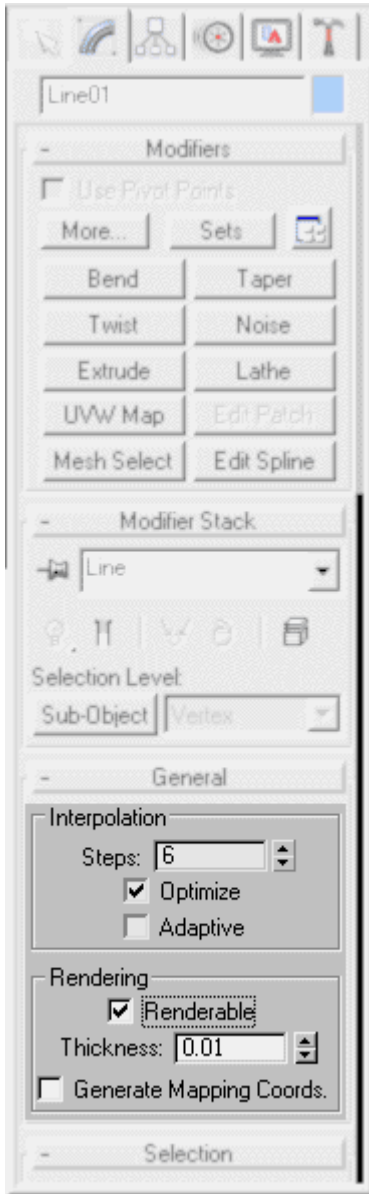 Line01
- Modifiers
Use Pivot Points
More... Sets
Bend Taper
Twist Noise
Extrude Lathe
UVW Map Edit Patch
Mesh Select Edit Spline
- Modifier Stack
Line
Selection Level:
Sub-Object Vertex
- General
Interpolation
Steps: 6
Optimize
Adaptive
Rendering
Renderable
Thickness: 0.01
Generate Mapping Coords.
- Selection